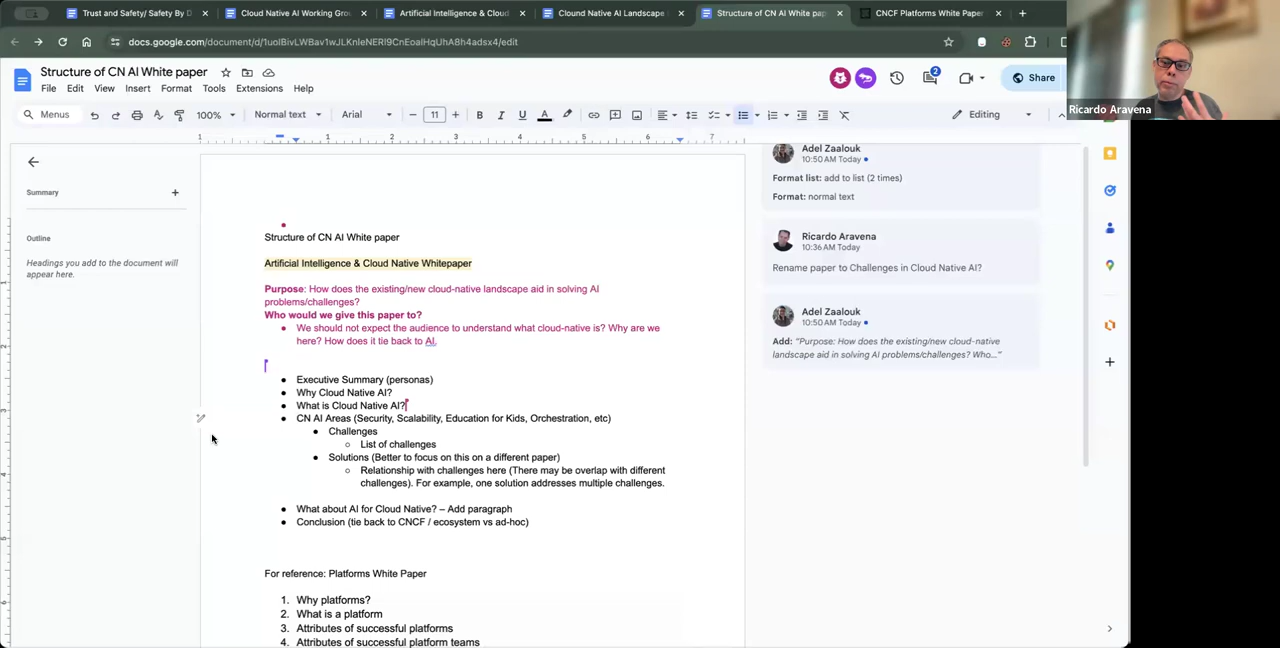 Trust and Safety/ Safety By D
Cloud Native AI Working Gro
Artificial Intelligence & Cloud
Clound Native AI Landscape
Structure of CN AI White pap
CNCF Platforms White Paper
docs.google.com/document/d/1uoIBivLWBav1wJLKnIeNERl9CnEoaIHqUhA8h4adsx4/edit
Structure of CN AI White paper
File Edit View Insert Format Tools Extensions Help
2
Share
Ricardo Aravena
Menus
100%
Normal text
Arial
11
B I U A
Editing
1 1 2 3 4 5 6 7
Summary
Outline
Headings you add to the document will
appear here.
Structure of CN AI White paper
Artificial Intelligence & Cloud Native Whitepaper
Purpose: How does the existing/new cloud-native landscape aid in solving AI
problems/challenges?
Who would we give this paper to?
● We should not expect the audience to understand what cloud-native is? Why are we
here? How does it tie back to AI.
● Executive Summary (personas)
● Why Cloud Native AI?
● What is Cloud Native AI?
● CN AI Areas (Security, Scalability, Education for Kids, Orchestration, etc)
● Challenges
○ List of challenges
● Solutions (Better to focus on this on a different paper)
○ Relationship with challenges here (There may be overlap with different
challenges). For example, one solution addresses multiple challenges.
● What about AI for Cloud Native? – Add paragraph
● Conclusion (tie back to CNCF / ecosystem vs ad-hoc)
For reference: Platforms White Paper
1. Why platforms?
2. What is a platform
3. Attributes of successful platforms
4. Attributes of successful platform teams
Adel Zaalouk
10:50 AM Today
Format list: add to list (2 times)
Format: normal text
Ricardo Aravena
10:36 AM Today
Rename paper to Challenges in Cloud Native AI?
Adel Zaalouk
10:50 AM Today
Add: “Purpose: How does the existing/new cloud-native
landscape aid in solving AI problems/challenges? Who...”